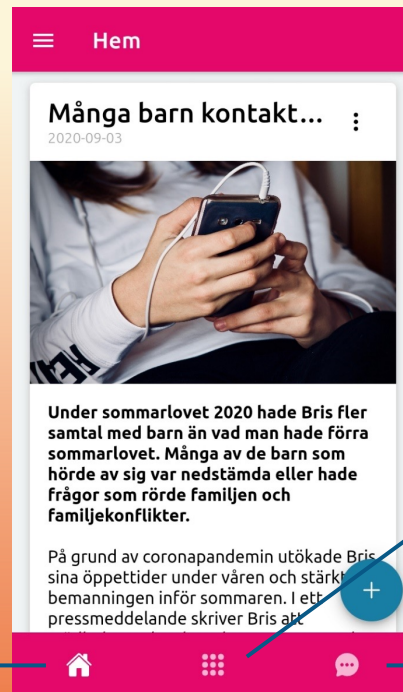 Hem
Många barn kontakt...
2020-09-03
Under sommarlovet 2020 hade Bris fler
samtal med barn än vad man hade förra
sommarlovet. Många av de barn som
hörde av sig var nedstämda eller hade
frågor som rörde familjen och
familjekonflikter.
På grund av coronapandemin utökade Bris
sina öppettider under våren och stärkt
bemanningen inför sommaren. I ett
pressmeddelande skriver Bris att